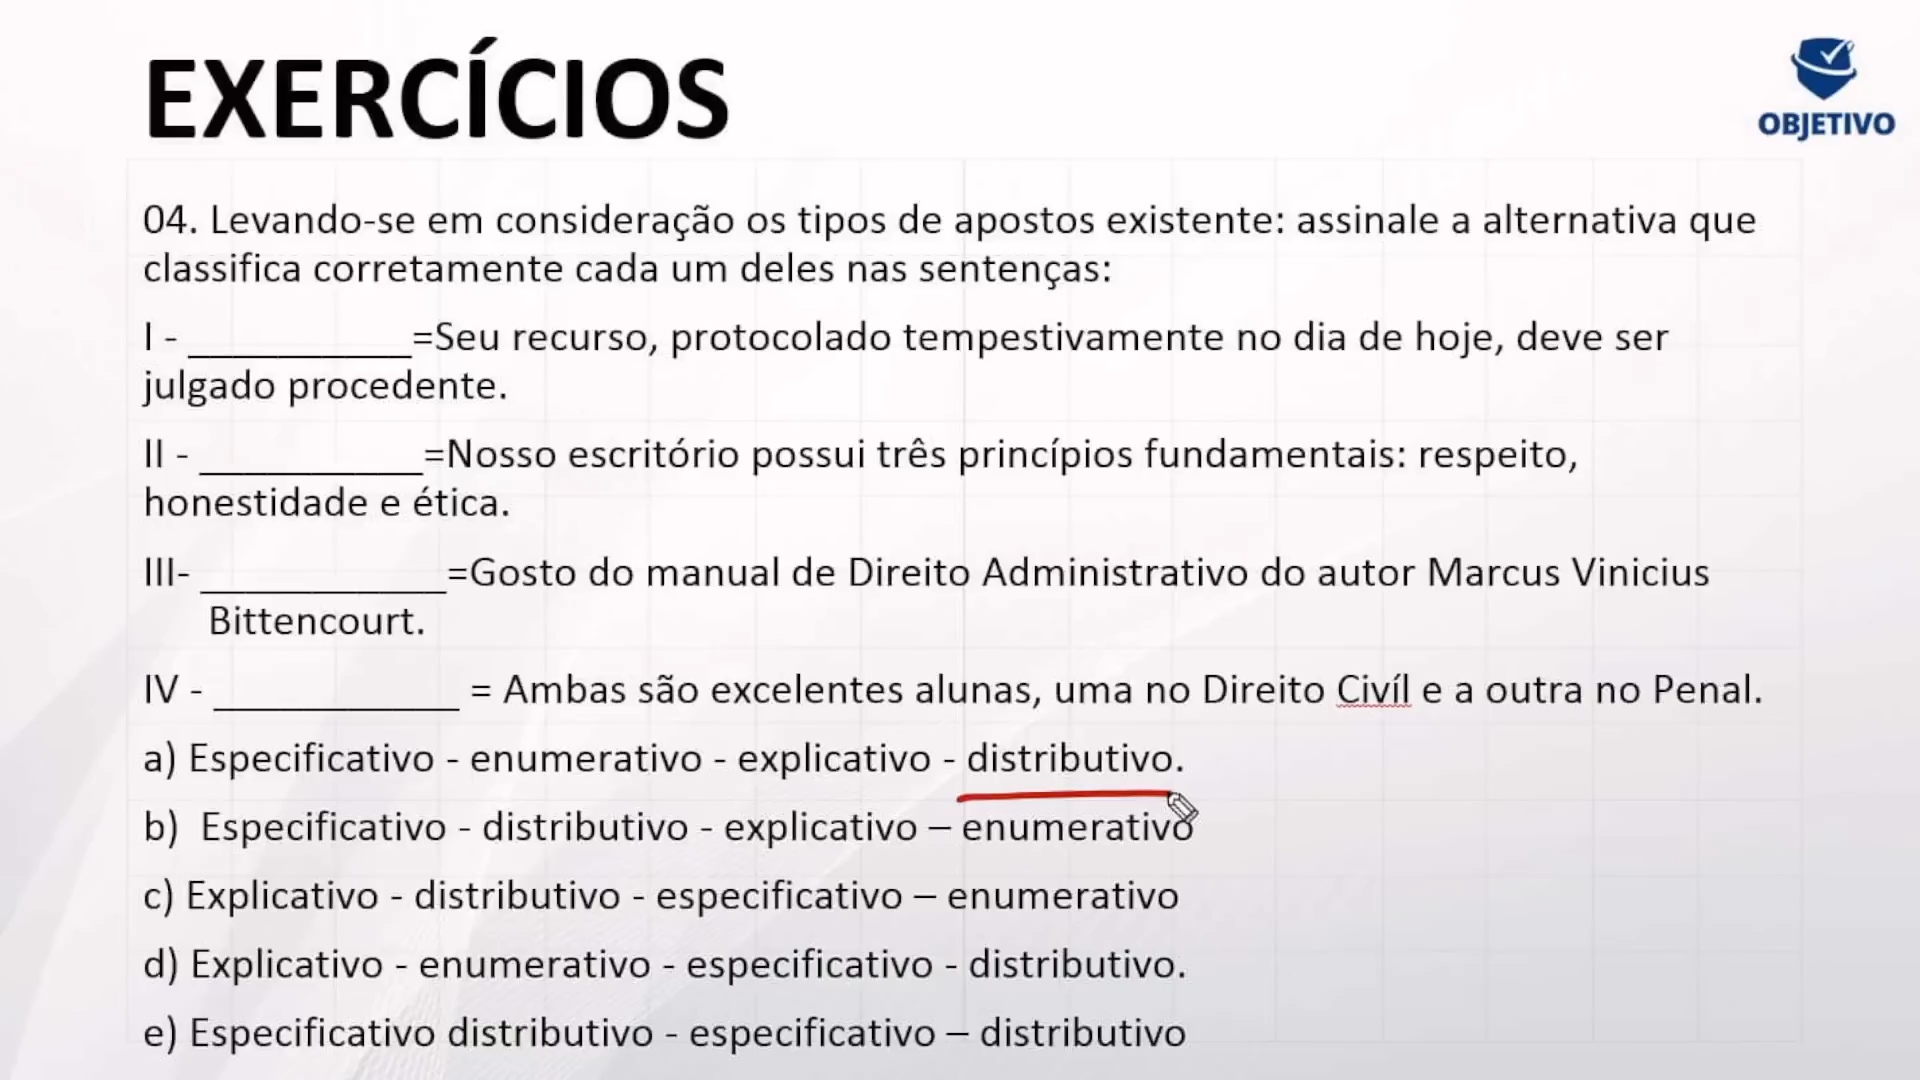 EXERCÍCIOS
OBJETIVO
04. Levando-se em consideração os tipos de apostos existente: assinale a alternativa que
classifica corretamente cada um deles nas sentenças:
I - __________=Seu recurso, protocolado tempestivamente no dia de hoje, deve ser
julgado procedente.
II - __________=Nosso escritório possui três princípios fundamentais: respeito,
honestidade e ética.
III- ___________=Gosto do manual de Direito Administrativo do autor Marcus Vinicius
Bittencourt.
IV - ___________ = Ambas são excelentes alunas, uma no Direito Civíl e a outra no Penal.
a) Especificativo - enumerativo - explicativo - distributivo.
b) Especificativo - distributivo - explicativo – enumerativo
c) Explicativo - distributivo - especificativo – enumerativo
d) Explicativo - enumerativo - especificativo - distributivo.
e) Especificativo distributivo - especificativo – distributivo